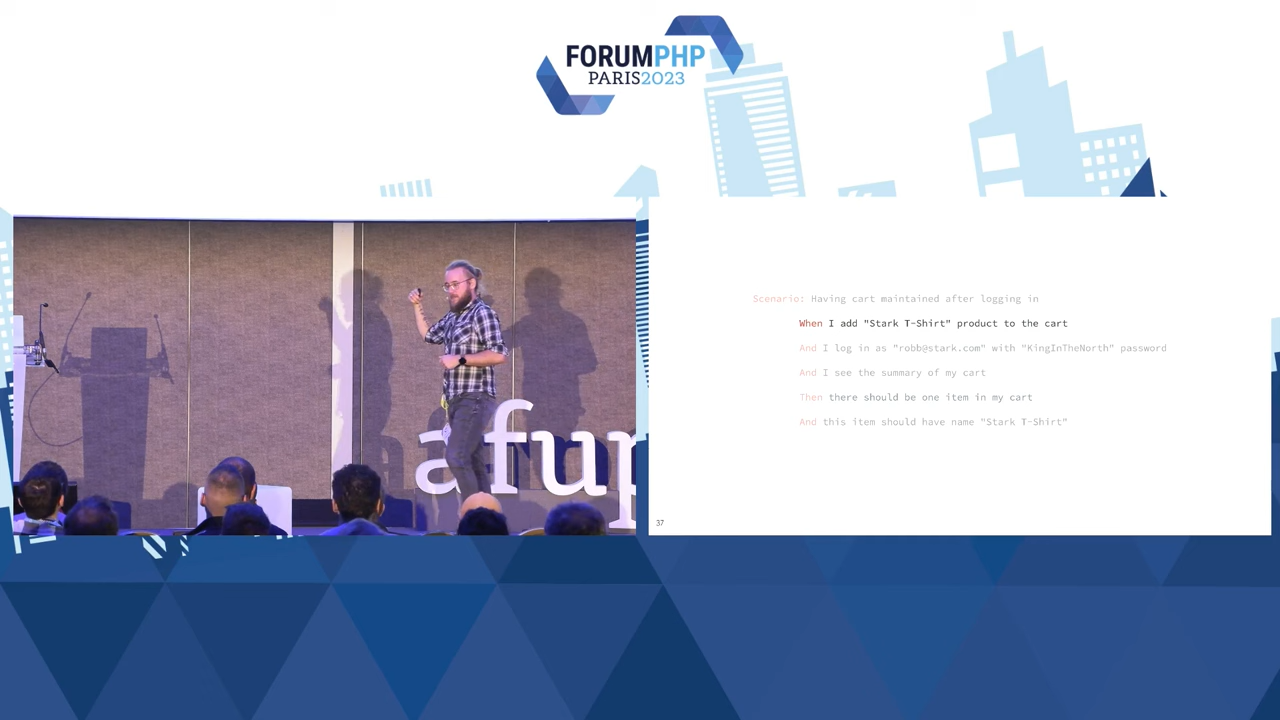 FORUMPHP
PARIS2023
afup
Scenario: Having cart maintained after logging in
When I add "Stark T-Shirt" product to the cart
And I log in as "robb@stark.com" with "KingInTheNorth" password
And I see the summary of my cart
Then there should be one item in my cart
And this item should have name "Stark T-Shirt"
37